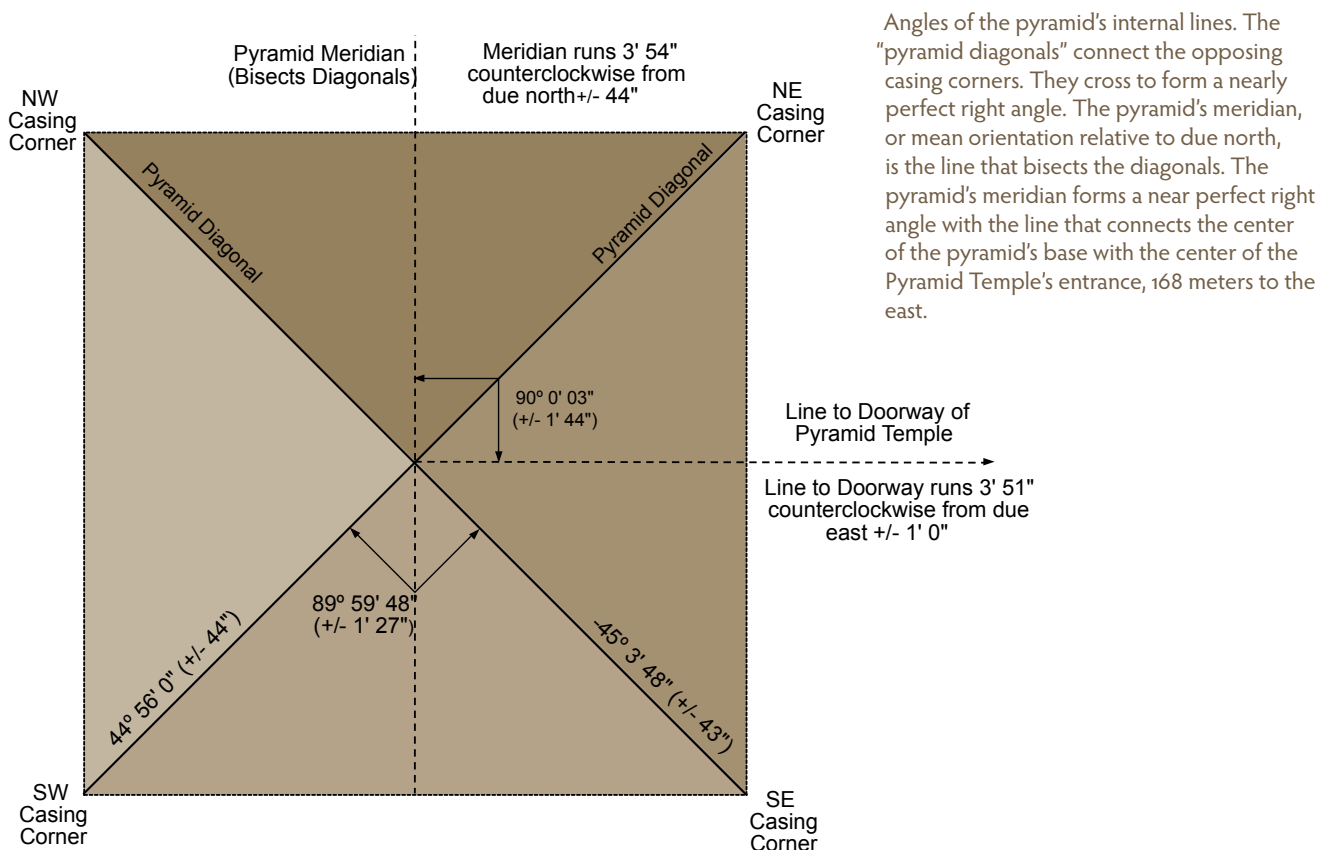 Angles of the pyramid's internal lines. The
"pyramid diagonals" connect the opposing
casing corners. They cross to form a nearly
perfect right angle. The pyramid's meridian,
or mean orientation relative to due north,
is the line that bisects the diagonals. The
pyramid's meridian forms a near perfect right
angle with the line that connects the center
of the pyramid's base with the center of the
Pyramid Temple's entrance, 168 meters to the
east.
Pyramid Meridian
(Bisects Diagonals)
Meridian runs 3' 54"
counterclockwise from
due north+/- 44"
NW
Casing
Corner
NE
Casing
Corner
Pyramid Diagonal
Pyramid Diagonal
90º 0' 03"
(+/- 1' 44")
Line to Doorway of
Pyramid Temple
Line to Doorway runs 3' 51"
counterclockwise from due
east +/- 1' 0"
89º 59' 48"
(+/- 1' 27")
44º 56' 0" (+/- 44")
-45º 3' 48" (+/- 43")
SW
Casing
Corner
SE
Casing
Corner